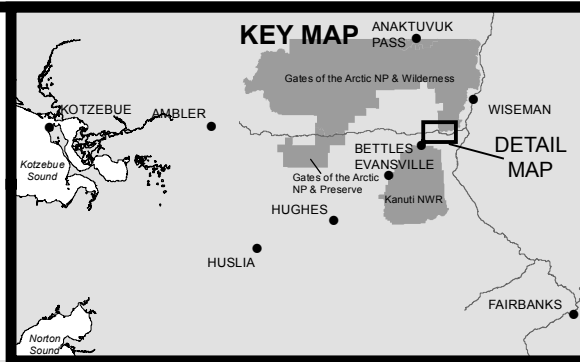 KEY MAP
ANAKTUVUK
PASS
Gates of the Arctic NP & Wilderness
WISEMAN
KOTZEBUE
AMBLER
DETAIL
MAP
BETTLES
EVANSVILLE
Kotzebue
Sound
Gates of the Arctic
NP & Preserve
Kanuti NWR
HUGHES
HUSLIA
FAIRBANKS
Norton
Sound